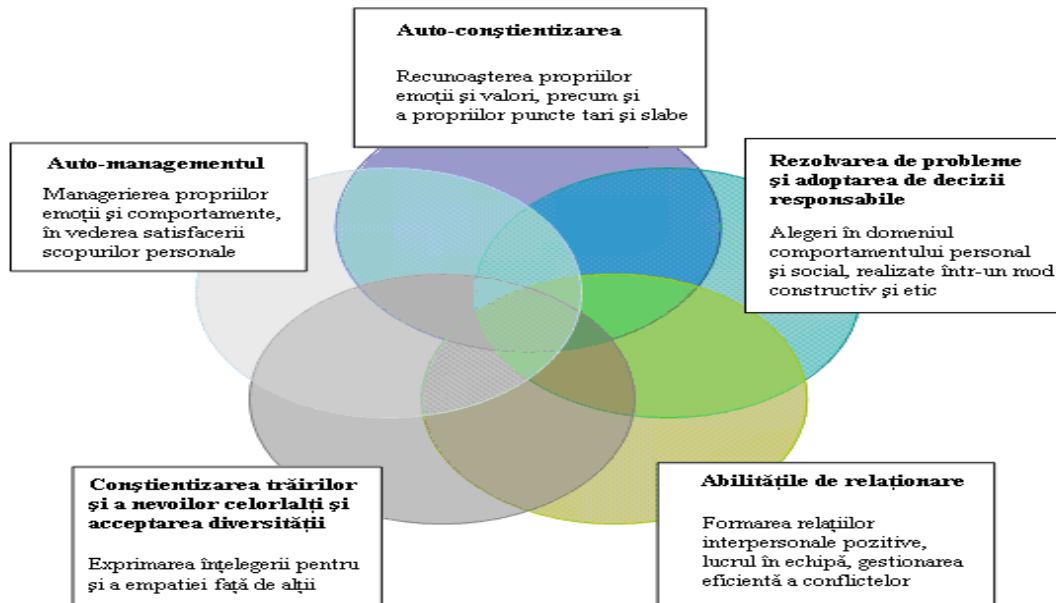 Auto-conştientizarea
Recunoaşterea propriilor
emoţii şi valori, precum şi
a propriilor puncte tari şi slabe
Auto-managementul
Managerierea propriilor
emoţii şi comportamente,
în vederea satisfacerii
scopurilor personale
Rezolvarea de probleme
şi adoptarea de decizii
responsabile
Alegeri în domeniul
comportamentului personal
şi social, realizate într-un mod
constructiv şi etic
Conştientizarea trăirilor
şi a nevoilor celorlalţi şi
acceptarea diversităţii
Exprimarea înţelegerii pentru
şi a empatiei faţă de alţii
Abilităţile de relaţionare
Formarea relaţiilor
interpersonale pozitive,
lucrul în echipă, gestionarea
eficientă a conflictelor